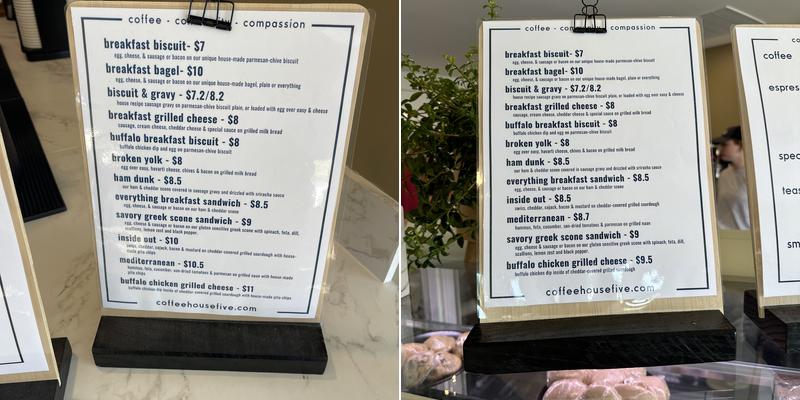 coffee - compassion
breakfast biscuit- $7
egg, cheese, & sausage or bacon on our unique house-made parmesan-chive biscuit
breakfast bagel- $10
egg, cheese, & sausage or bacon on our unique house-made bagel, plain or everything
biscuit & gravy - $7.2/8.2
house recipe sausage gravy on parmesan-chive biscuit plain, or loaded with egg over easy & cheese
breakfast grilled cheese - $8
sausage, cream cheese, cheddar cheese & special sauce on grilled milk bread
buffalo breakfast biscuit - $8
buffalo chicken dip and egg on parmesan-chive biscuit
broken yolk - $8
egg over easy, havarti cheese, chives & bacon on grilled milk bread
ham dunk - $8.5
our ham & cheddar scone covered in sausage gravy and drizzled with sriracha sauce
everything breakfast sandwich - $8.5
egg, cheese, & sausage or bacon on our ham & cheddar scone
savory greek scone sandwich - $9
egg, cheese & sausage or bacon on our gluten sensitive greek scone with spinach, feta, dill,
scallions, lemon zest and black pepper.
inside out - $10
swiss, cheddar, cojack, bacon & mustard on cheddar covered grilled sourdough with house-
made pita chips
mediterranean - $10.5
hummus, feta, cucumber, sun-dried tomatoes & parmesan on grilled naan with house-made
pita chips
buffalo chicken grilled cheese - $11
buffalo chicken dip inside of cheddar-covered grilled sourdough with house-made pita chips
coffeehousefive.com
coffee - compassion
breakfast biscuit- $7
egg, cheese, & sausage or bacon on our unique house-made parmesan-chive biscuit
breakfast bagel- $10
egg, cheese, & sausage or bacon on our unique house-made bagel, plain or everything
biscuit & gravy - $7.2/8.2
house recipe sausage gravy on parmesan-chive biscuit plain, or loaded with egg over easy & cheese
breakfast grilled cheese - $8
sausage, cream cheese, cheddar cheese & special sauce on grilled milk bread
buffalo breakfast biscuit - $8
buffalo chicken dip and egg on parmesan-chive biscuit
broken yolk - $8
egg over easy, havarti cheese, chives & bacon on grilled milk bread
ham dunk - $8.5
our ham & cheddar scone covered in sausage gravy and drizzled with sriracha sauce
everything breakfast sandwich - $8.5
egg, cheese, & sausage or bacon on our ham & cheddar scone
inside out - $8.5
swiss, cheddar, cojack, bacon & mustard on cheddar-covered grilled sourdough
mediterranean - $8.7
hummus, feta, cucumber, sun-dried tomatoes & parmesan on grilled naan
savory greek scone sandwich - $9
egg, cheese & sausage or bacon on our gluten sensitive greek scone with spinach, feta, dill,
scallions, lemon zest and black pepper.
buffalo chicken grilled cheese - $9.5
buffalo chicken dip inside of cheddar-covered grilled sourdough
coffeehousefive.com
coffee